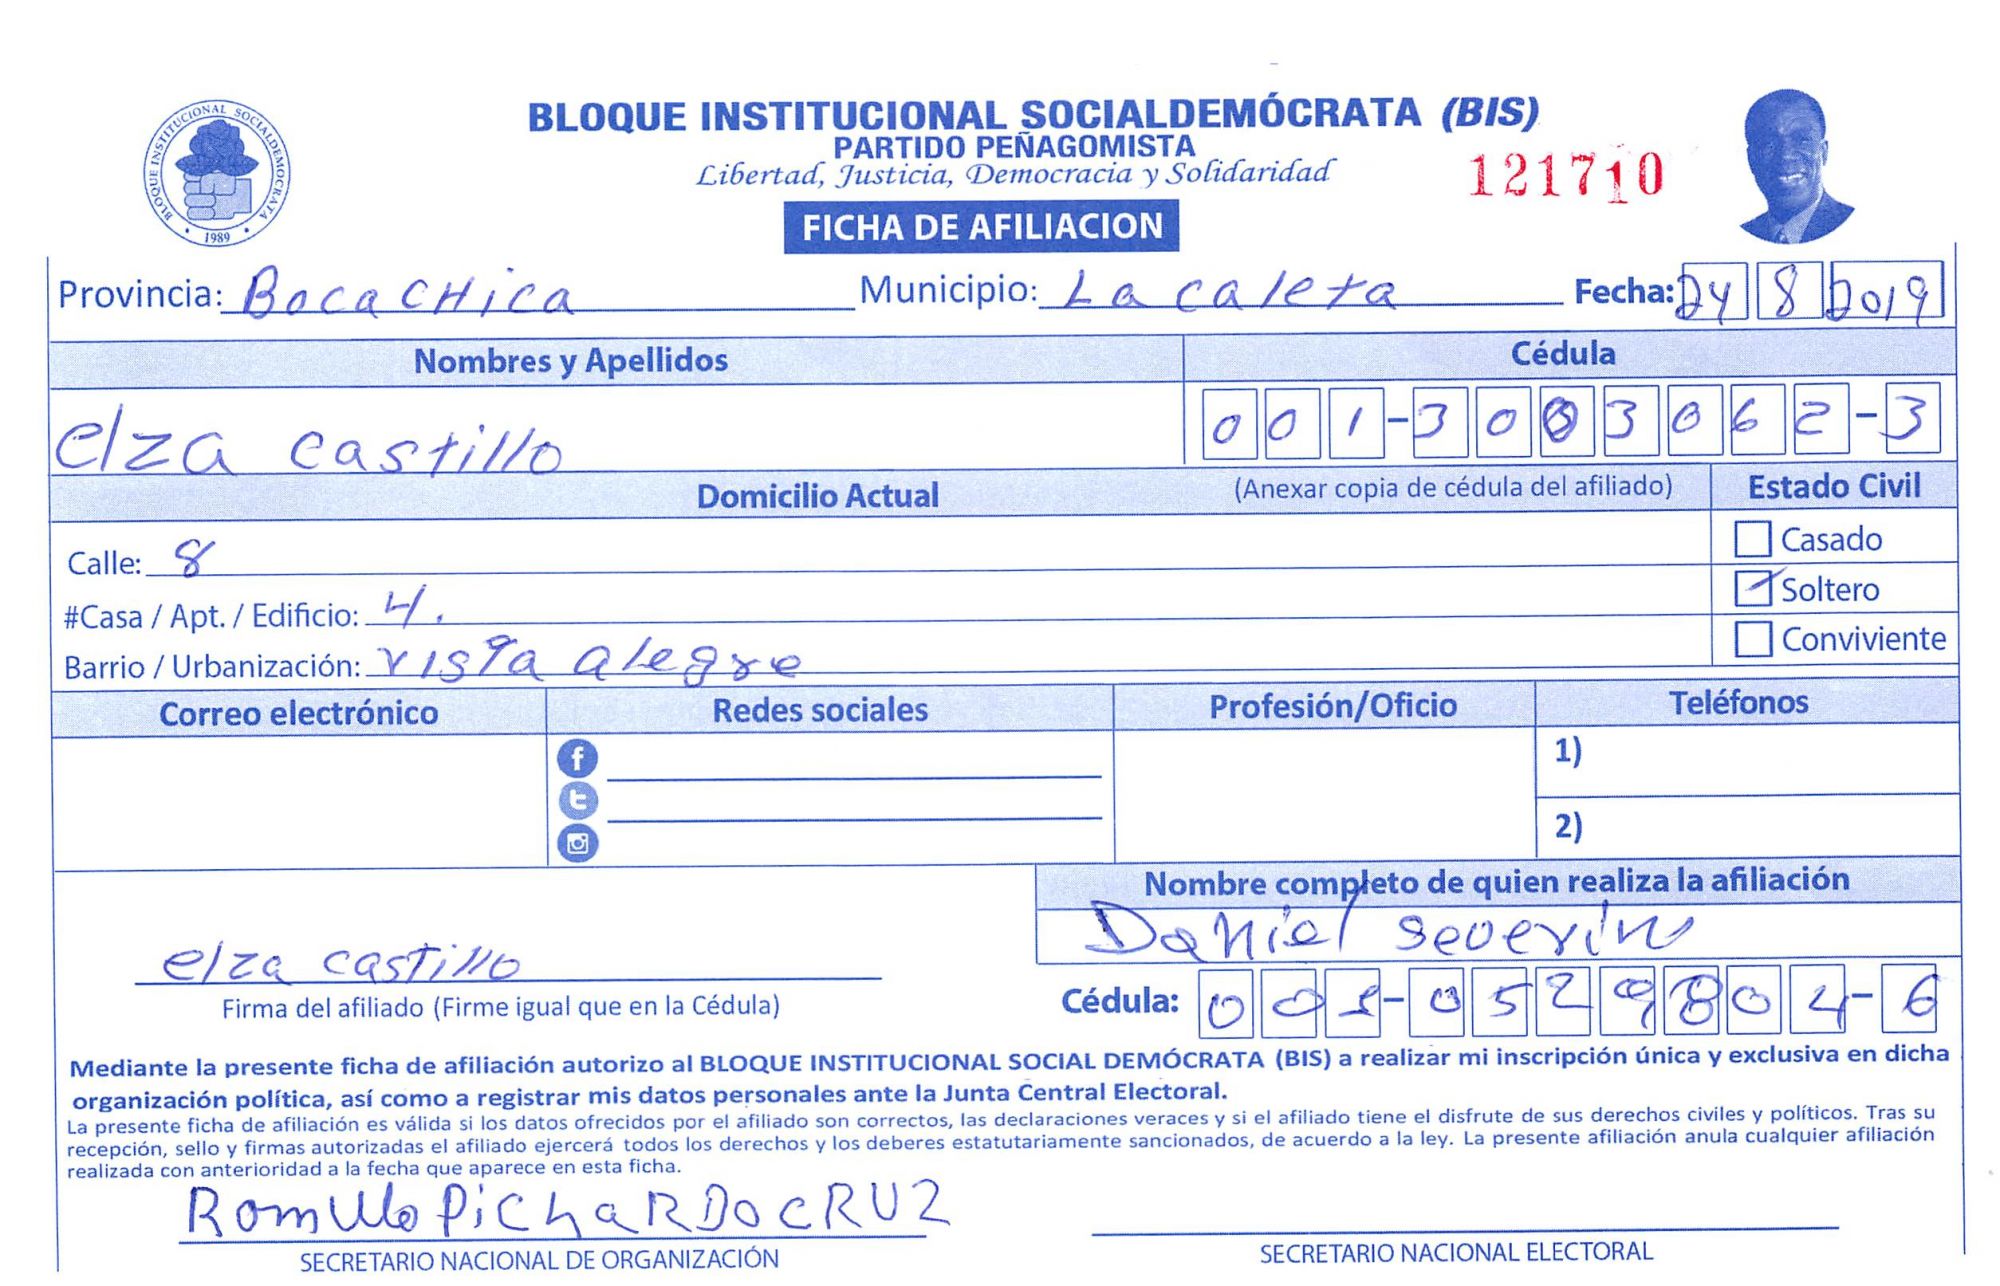 BLOQUE INSTITUCIONAL SOCIALDEMÓCRATA (BIS)
PARTIDO PEÑAGOMISTA
Libertad, Justicia, Democracia y Solidaridad
121710
BLOQUE INSTITUCIONAL SOCIALDEMOCRATA
1989
FICHA DE AFILIACION
Provincia: BocaCHica Municipio: La caleta Fecha: 24 8 2019
Nombres y Apellidos Cédula
elza castillo 001-3003062-3
Domicilio Actual (Anexar copia de cédula del afiliado) Estado Civil
Calle: 8 Casado
#Casa / Apt. / Edificio: 4. Soltero
Barrio / Urbanización: vista alegre Conviviente
Correo electrónico Redes sociales Profesión/Oficio Teléfonos
1)
2)
Nombre completo de quien realiza la afiliación
Daniel Severino
elza castillo
Firma del afiliado (Firme igual que en la Cédula) Cédula: 001-0529804-6
Mediante la presente ficha de afiliación autorizo al BLOQUE INSTITUCIONAL SOCIAL DEMÓCRATA (BIS) a realizar mi inscripción única y exclusiva en dicha
organización política, así como a registrar mis datos personales ante la Junta Central Electoral.
La presente ficha de afiliación es válida si los datos ofrecidos por el afiliado son correctos, las declaraciones veraces y si el afiliado tiene el disfrute de sus derechos civiles y políticos. Tras su
recepción, sello y firmas autorizadas el afiliado ejercerá todos los derechos y los deberes estatutariamente sancionados, de acuerdo a la ley. La presente afiliación anula cualquier afiliación
realizada con anterioridad a la fecha que aparece en esta ficha.
Romulo PichaRDo CRUZ
SECRETARIO NACIONAL DE ORGANIZACIÓN SECRETARIO NACIONAL ELECTORAL